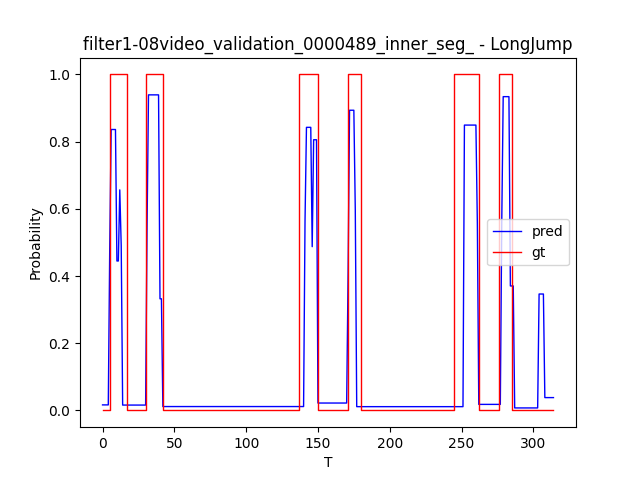 filter1-08video_validation_0000489_inner_seg_ - LongJump
1.0
0.8
0.6
0.4
0.2
0.0
Probability
pred
gt
0 50 100 150 200 250 300
T